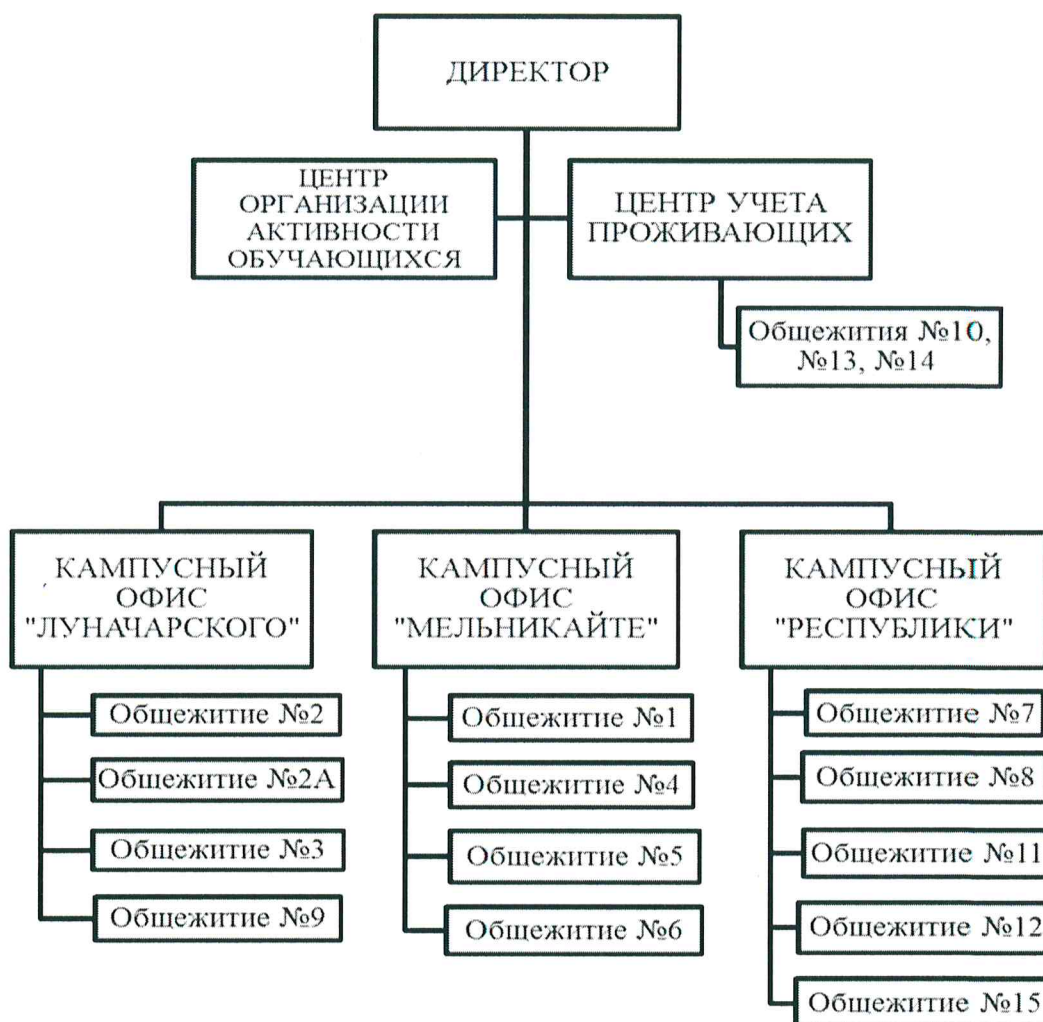 ДИРЕКТОР
ЦЕНТР
ОРГАНИЗАЦИИ
АКТИВНОСТИ
ОБУЧАЮЩИХСЯ
ЦЕНТР УЧЕТА
ПРОЖИВАЮЩИХ
Общежития №10,
№13, №14
КАМПУСНЫЙ
ОФИС
"ЛУНАЧАРСКОГО"
Общежитие №2
Общежитие №2А
Общежитие №3
Общежитие №9
КАМПУСНЫЙ
ОФИС
"МЕЛЬНИКАЙТЕ"
Общежитие №1
Общежитие №4
Общежитие №5
Общежитие №6
КАМПУСНЫЙ
ОФИС
"РЕСПУБЛИКИ"
Общежитие №7
Общежитие №8
Общежитие №11
Общежитие №12
Общежитие №15